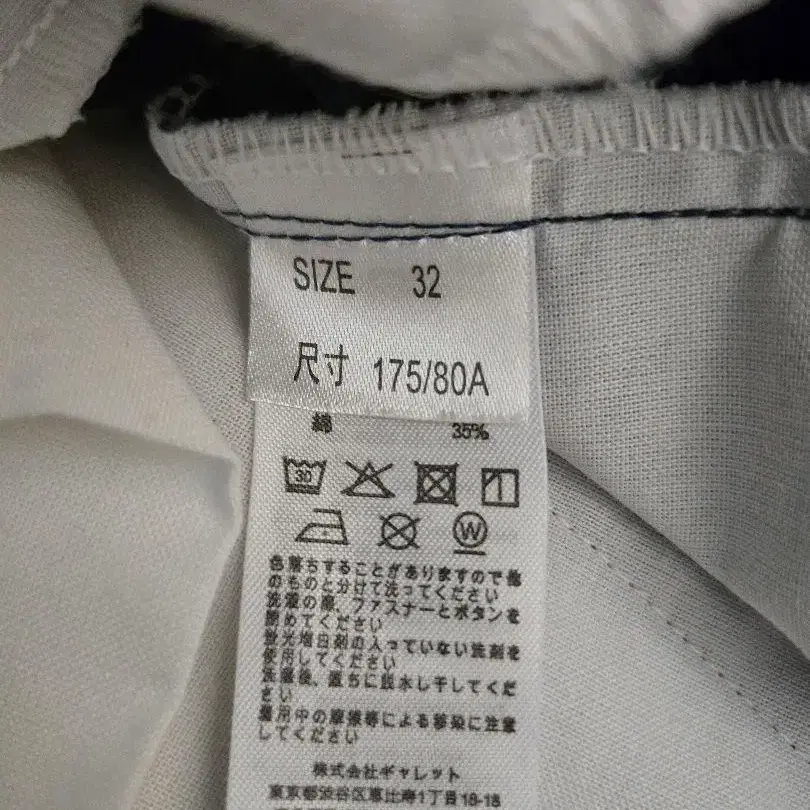 SIZE 32
尺寸 175/80A
綿 35%
30
W
色落ちすることがありますので他
のものと分けて洗ってください
洗濯の際、ファスナーとボタンを
閉めてください
蛍光増白剤の入っていない洗剤を
使用してください
洗濯後、直ちに脱水し干してくだ
さい
着用中の摩擦等による移染に注意
してください
株式会社ギャレット
東京都渋谷区恵比寿1丁目18-18